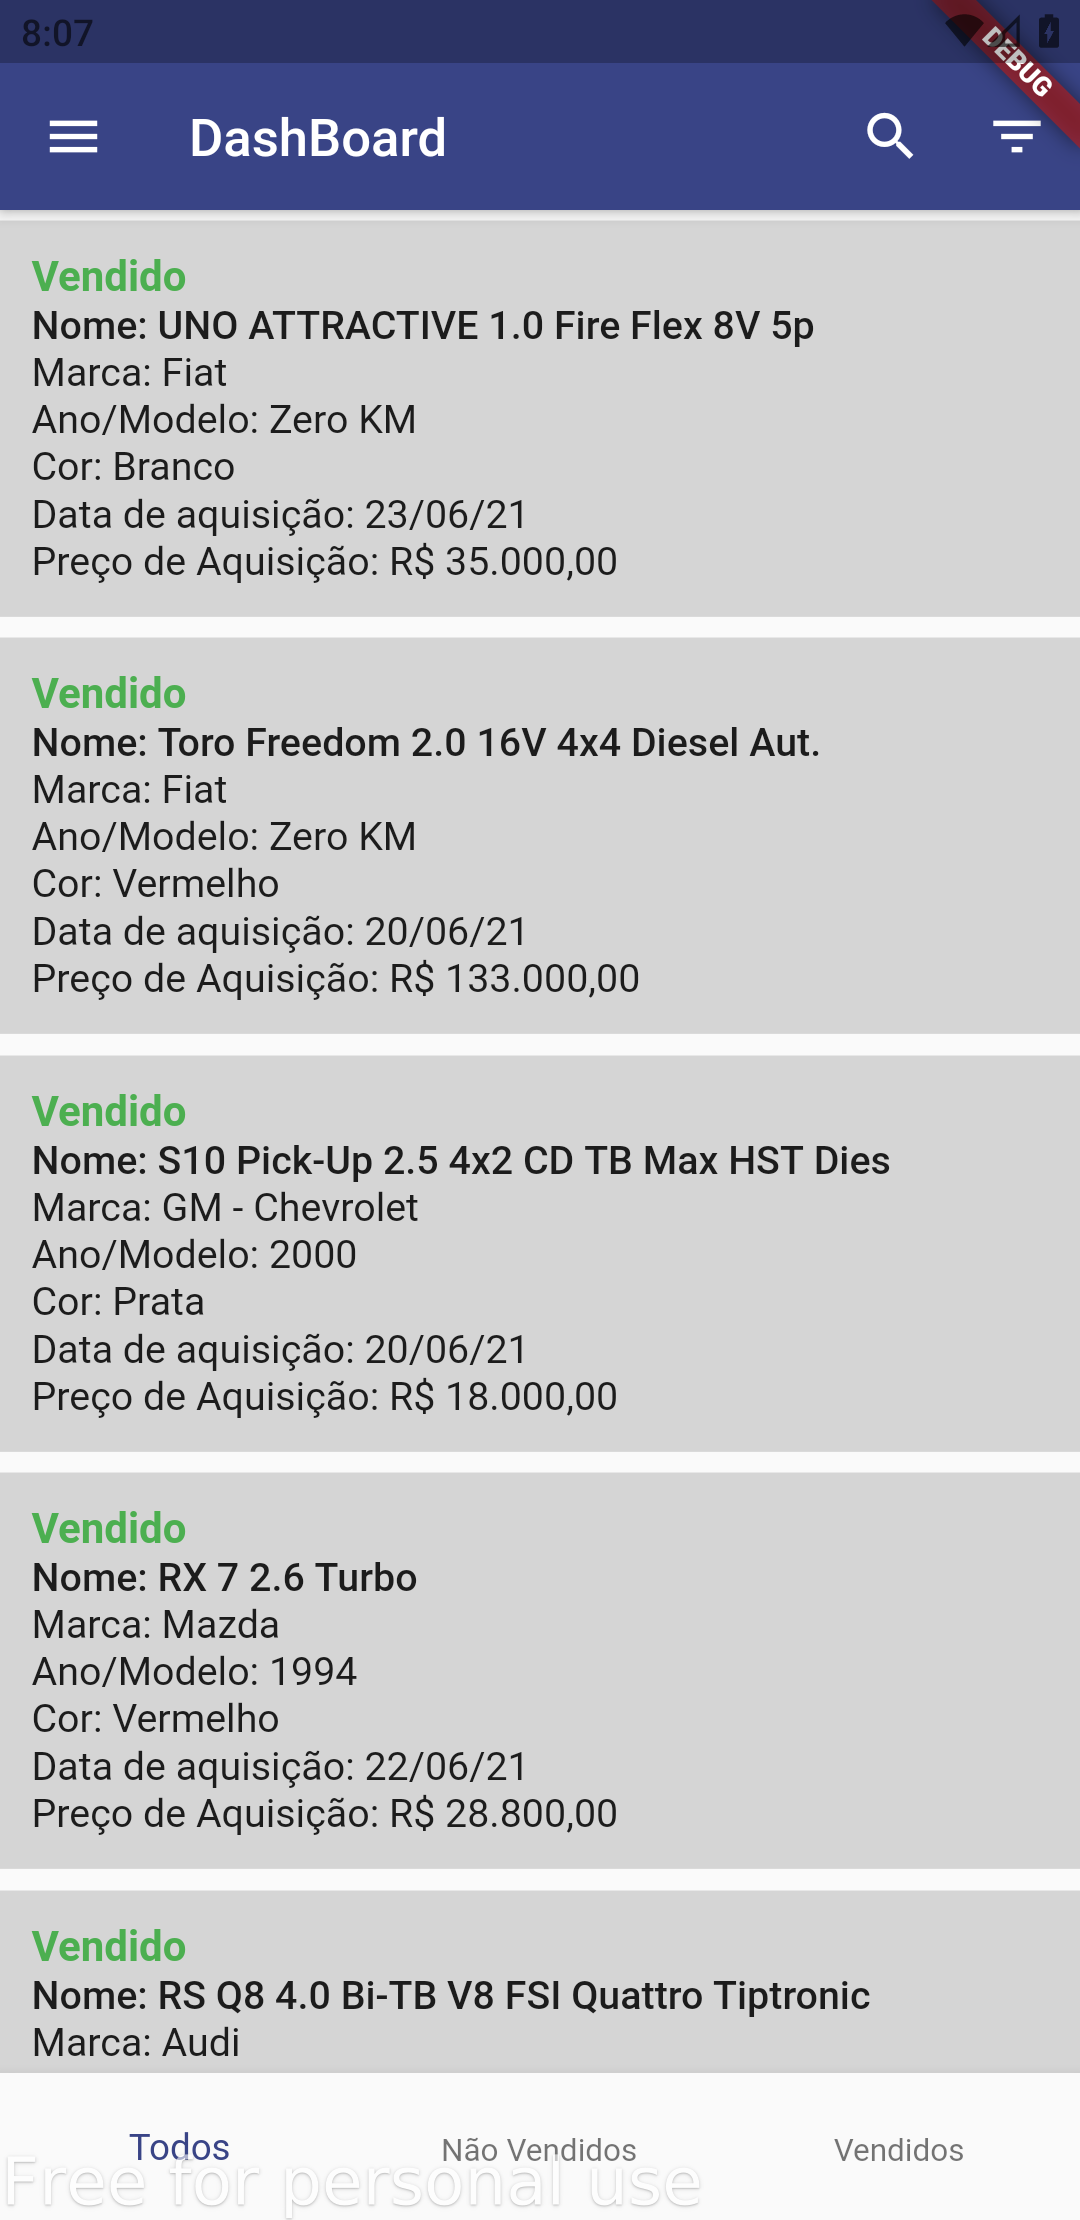 8:07
DEBUG
DashBoard
Vendido
Nome: UNO ATTRACTIVE 1.0 Fire Flex 8V 5p
Marca: Fiat
Ano/Modelo: Zero KM
Cor: Branco
Data de aquisição: 23/06/21
Preço de Aquisição: R$ 35.000,00
Vendido
Nome: Toro Freedom 2.0 16V 4x4 Diesel Aut.
Marca: Fiat
Ano/Modelo: Zero KM
Cor: Vermelho
Data de aquisição: 20/06/21
Preço de Aquisição: R$ 133.000,00
Vendido
Nome: S10 Pick-Up 2.5 4x2 CD TB Max HST Dies
Marca: GM - Chevrolet
Ano/Modelo: 2000
Cor: Prata
Data de aquisição: 20/06/21
Preço de Aquisição: R$ 18.000,00
Vendido
Nome: RX 7 2.6 Turbo
Marca: Mazda
Ano/Modelo: 1994
Cor: Vermelho
Data de aquisição: 22/06/21
Preço de Aquisição: R$ 28.800,00
Vendido
Nome: RS Q8 4.0 Bi-TB V8 FSI Quattro Tiptronic
Marca: Audi
Todos Não Vendidos Vendidos
Free for personal use